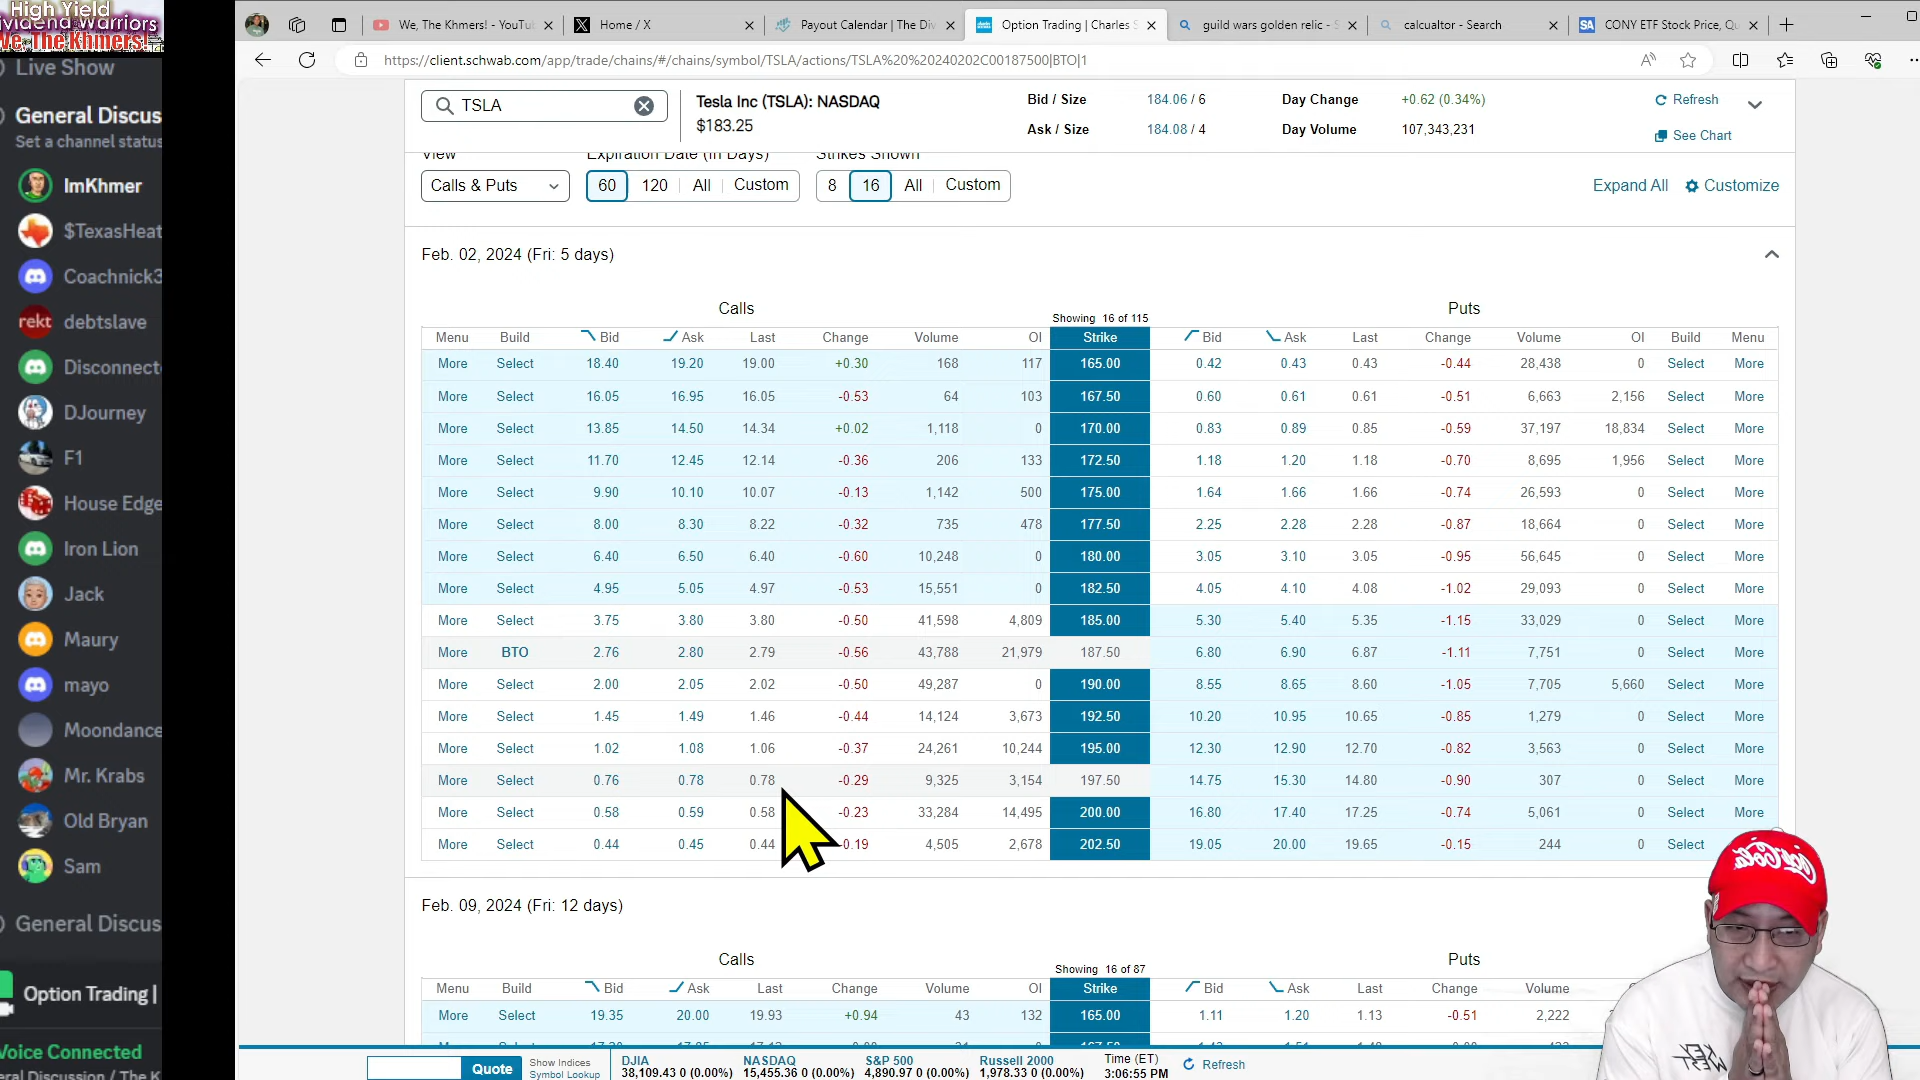 High Yield
Dividend Warriors
We, The Khmers!
Live Show
General Discus
Set a channel status
ImKhmer
$TexasHeat
Coachnick3
rekt debtslave
Disconnect
DJourney
F1
House Edge
Iron Lion
Jack
Maury
mayo
Moondance
Mr. Krabs
Old Bryan
Sam
General Discus
Option Trading |
Voice Connected
General Discussion / The K
We, The Khmers! - YouTu
Home / X
Payout Calendar | The Div
Option Trading | Charles S
guild wars golden relic - S
calcualtor - Search
SA CONY ETF Stock Price, Qu
https://client.schwab.com/app/trade/chains/#/chains/symbol/TSLA/actions/TSLA%20%20240202C00187500|BTO|1
TSLA
Tesla Inc (TSLA): NASDAQ
$183.25
Bid / Size 184.06 / 6 Day Change +0.62 (0.34%) Refresh
Ask / Size 184.08 / 4 Day Volume 107,343,231 See Chart
View Expiration Date (In Days) Strikes Shown
Calls & Puts 60 120 All Custom 8 16 All Custom Expand All Customize
Feb. 02, 2024 (Fri: 5 days)
Calls Showing 16 of 115 Puts
Menu Build Bid Ask Last Change Volume OI Strike Bid Ask Last Change Volume OI Build Menu
More Select 18.40 19.20 19.00 +0.30 168 117 165.00 0.42 0.43 0.43 -0.44 28,438 0 Select More
More Select 16.05 16.95 16.05 -0.53 64 103 167.50 0.60 0.61 0.61 -0.51 6,663 2,156 Select More
More Select 13.85 14.50 14.34 +0.02 1,118 0 170.00 0.83 0.89 0.85 -0.59 37,197 18,834 Select More
More Select 11.70 12.45 12.14 -0.36 206 133 172.50 1.18 1.20 1.18 -0.70 8,695 1,956 Select More
More Select 9.90 10.10 10.07 -0.13 1,142 500 175.00 1.64 1.66 1.66 -0.74 26,593 0 Select More
More Select 8.00 8.30 8.22 -0.32 735 478 177.50 2.25 2.28 2.28 -0.87 18,664 0 Select More
More Select 6.40 6.50 6.40 -0.60 10,248 0 180.00 3.05 3.10 3.05 -0.95 56,645 0 Select More
More Select 4.95 5.05 4.97 -0.53 15,551 0 182.50 4.05 4.10 4.08 -1.02 29,093 0 Select More
More Select 3.75 3.80 3.80 -0.50 41,598 4,809 185.00 5.30 5.40 5.35 -1.15 33,029 0 Select More
More BTO 2.76 2.80 2.79 -0.56 43,788 21,979 187.50 6.80 6.90 6.87 -1.11 7,751 0 Select More
More Select 2.00 2.05 2.02 -0.50 49,287 0 190.00 8.55 8.65 8.60 -1.05 7,705 5,660 Select More
More Select 1.45 1.49 1.46 -0.44 14,124 3,673 192.50 10.20 10.95 10.65 -0.85 1,279 0 Select More
More Select 1.02 1.08 1.06 -0.37 24,261 10,244 195.00 12.30 12.90 12.70 -0.82 3,563 0 Select More
More Select 0.76 0.78 0.78 -0.29 9,325 3,154 197.50 14.75 15.30 14.80 -0.90 307 0 Select More
More Select 0.58 0.59 0.58 -0.23 33,284 14,495 200.00 16.80 17.40 17.25 -0.74 5,061 0 Select More
More Select 0.44 0.45 0.44 -0.19 4,505 2,678 202.50 19.05 20.00 19.65 -0.15 244 0 Select
Feb. 09, 2024 (Fri: 12 days)
Calls Showing 16 of 87 Puts
Menu Build Bid Ask Last Change Volume OI Strike Bid Ask Last Change Volume
More Select 19.35 20.00 19.93 +0.94 43 132 165.00 1.11 1.20 1.13 -0.51 2,222
Quote Show Indices Symbol Lookup
DJIA NASDAQ S&P 500 Russell 2000 Time (ET)
38,109.43 0 (0.00%) 15,455.36 0 (0.00%) 4,890.97 0 (0.00%) 1,978.33 0 (0.00%) 3:06:55 PM Refresh
Coca-Cola